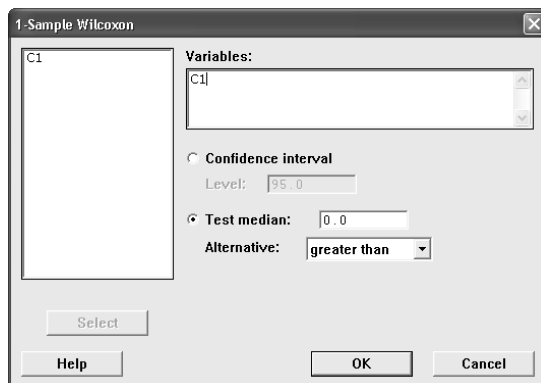 1-Sample Wilcoxon
C1
Variables:
C1
Confidence interval
Level: 95.0
Test median: 0.0
Alternative: greater than
Select
Help OK Cancel